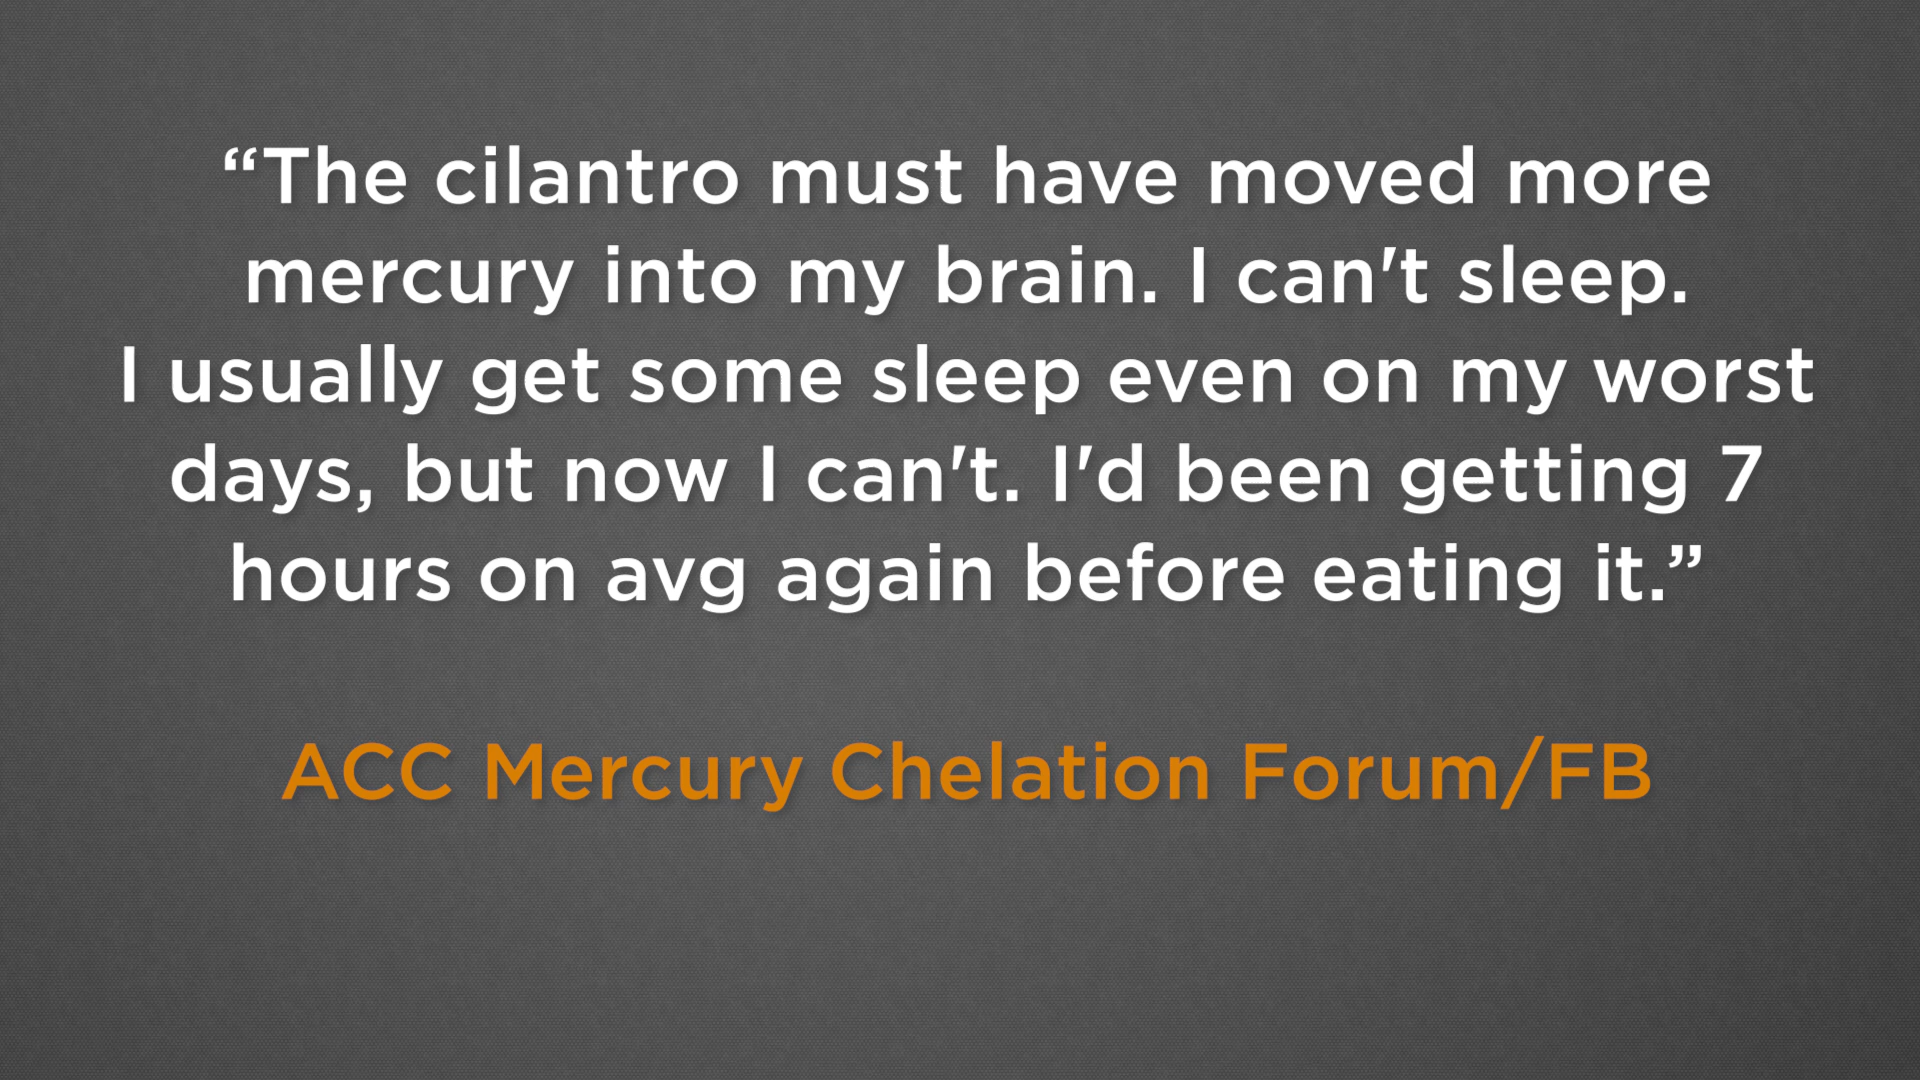 “The cilantro must have moved more
mercury into my brain. I can't sleep.
I usually get some sleep even on my worst
days, but now I can't. I'd been getting 7
hours on avg again before eating it.”
ACC Mercury Chelation Forum/FB